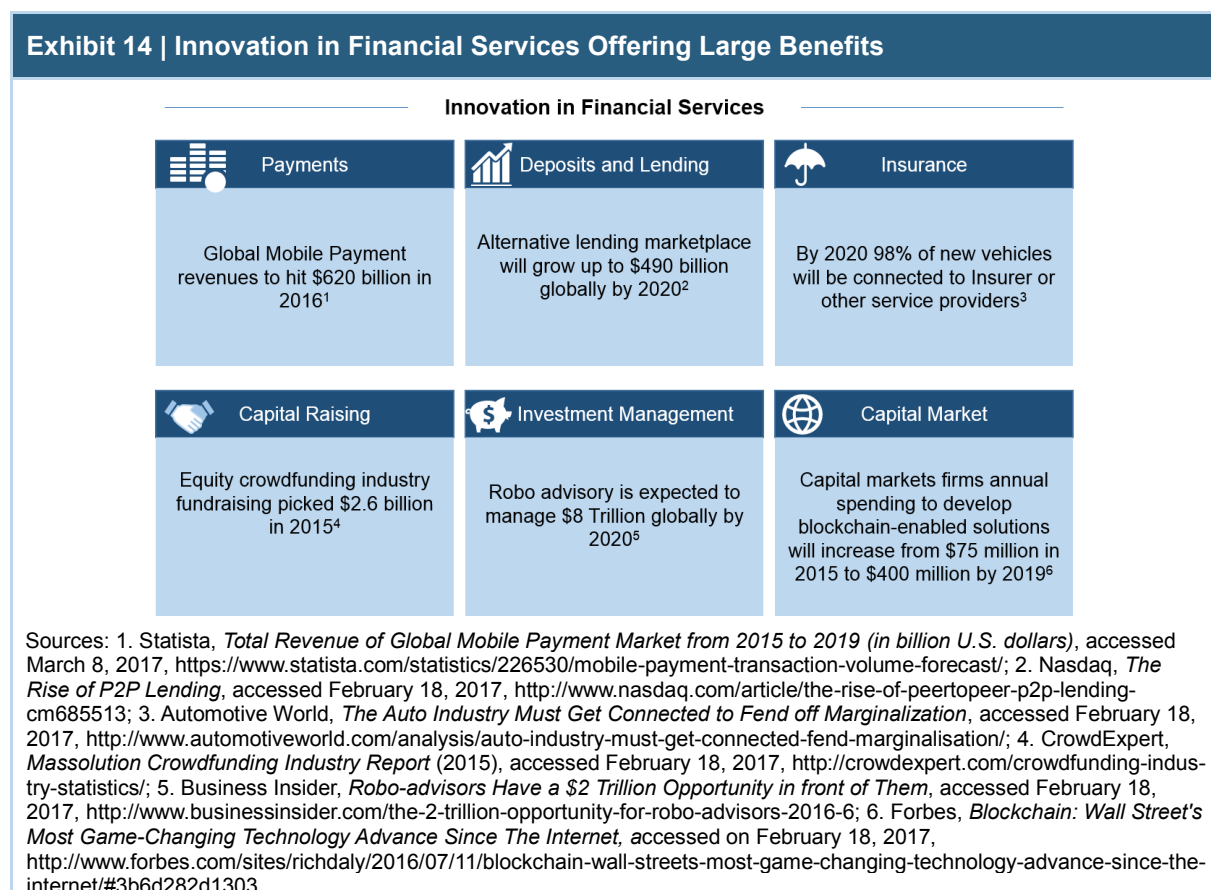 Exhibit 14 | Innovation in Financial Services Offering Large Benefits
Innovation in Financial Services
Payments
Global Mobile Payment
revenues to hit $620 billion in
2016¹
Deposits and Lending
Alternative lending marketplace
will grow up to $490 billion
globally by 2020²
Insurance
By 2020 98% of new vehicles
will be connected to Insurer or
other service providers³
Capital Raising
Equity crowdfunding industry
fundraising picked $2.6 billion
in 2015⁴
$
Investment Management
Robo advisory is expected to
manage $8 Trillion globally by
2020⁵
Capital Market
Capital markets firms annual
spending to develop
blockchain-enabled solutions
will increase from $75 million in
2015 to $400 million by 2019⁶
Sources: 1. Statista, Total Revenue of Global Mobile Payment Market from 2015 to 2019 (in billion U.S. dollars), accessed
March 8, 2017, https://www.statista.com/statistics/226530/mobile-payment-transaction-volume-forecast/; 2. Nasdaq, The
Rise of P2P Lending, accessed February 18, 2017, http://www.nasdaq.com/article/the-rise-of-peertopeer-p2p-lending-
cm685513; 3. Automotive World, The Auto Industry Must Get Connected to Fend off Marginalization, accessed February 18,
2017, http://www.automotiveworld.com/analysis/auto-industry-must-get-connected-fend-marginalisation/; 4. CrowdExpert,
Massolution Crowdfunding Industry Report (2015), accessed February 18, 2017, http://crowdexpert.com/crowdfunding-indus-
try-statistics/; 5. Business Insider, Robo-advisors Have a $2 Trillion Opportunity in front of Them, accessed February 18,
2017, http://www.businessinsider.com/the-2-trillion-opportunity-for-robo-advisors-2016-6; 6. Forbes, Blockchain: Wall Street's
Most Game-Changing Technology Advance Since The Internet, accessed on February 18, 2017,
http://www.forbes.com/sites/richdaly/2016/07/11/blockchain-wall-streets-most-game-changing-technology-advance-since-the-
internet/#3b6d282d1303